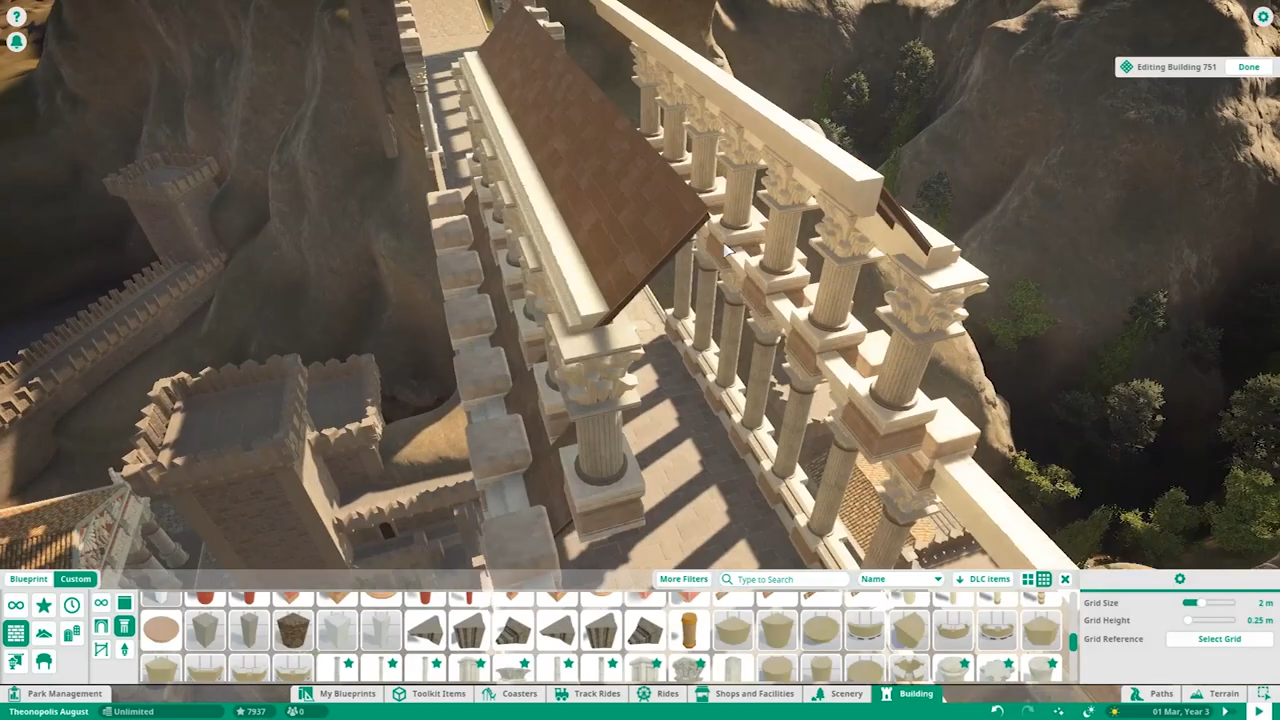 ?
Editing Building 751
Done
Blueprint
Custom
More Filters
Type to Search
Name
DLC items
Grid Size
2 m
Grid Height
0.25 m
Grid Reference
Select Grid
Park Management
My Blueprints
Toolkit Items
Coasters
Track Rides
Rides
Shops and Facilities
Scenery
Building
Paths
Terrain
Theonopolis August
Unlimited
7937
0
01 Mar, Year 3